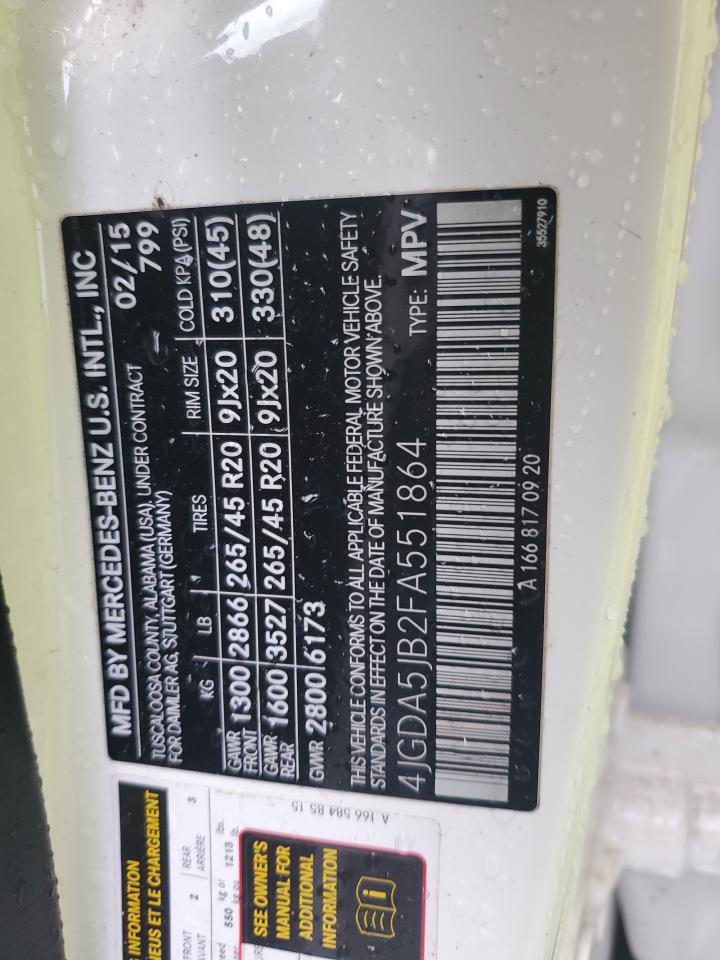 MFD BY MERCEDES-BENZ U.S. INTL., INC
TUSCALOOSA COUNTY, ALABAMA (USA), UNDER CONTRACT
FOR DAIMLER AG, STUTTGART (GERMANY)
02/15
799
KG LB TIRES RIM SIZE COLD KPA(PSI)
GAWR FRONT 1300 2866 265/45 R20 9Jx20 310(45)
GAWR REAR 1600 3527 265/45 R20 9Jx20 330(48)
GVWR 2800 6173
THIS VEHICLE CONFORMS TO ALL APPLICABLE FEDERAL MOTOR VEHICLE SAFETY
STANDARDS IN EFFECT ON THE DATE OF MANUFACTURE SHOWN ABOVE.
4JGDA5JB2FA551864 TYPE: MPV
A 166 817 09 20
35527910
A 166 584 85 15
INFORMATION
NEUS ET LE CHARGEMENT
FRONT 2 REAR 3
AVANT ARRIÈRE
550 kg or 1213 lbs.
SEE OWNER'S
MANUAL FOR
ADDITIONAL
INFORMATION